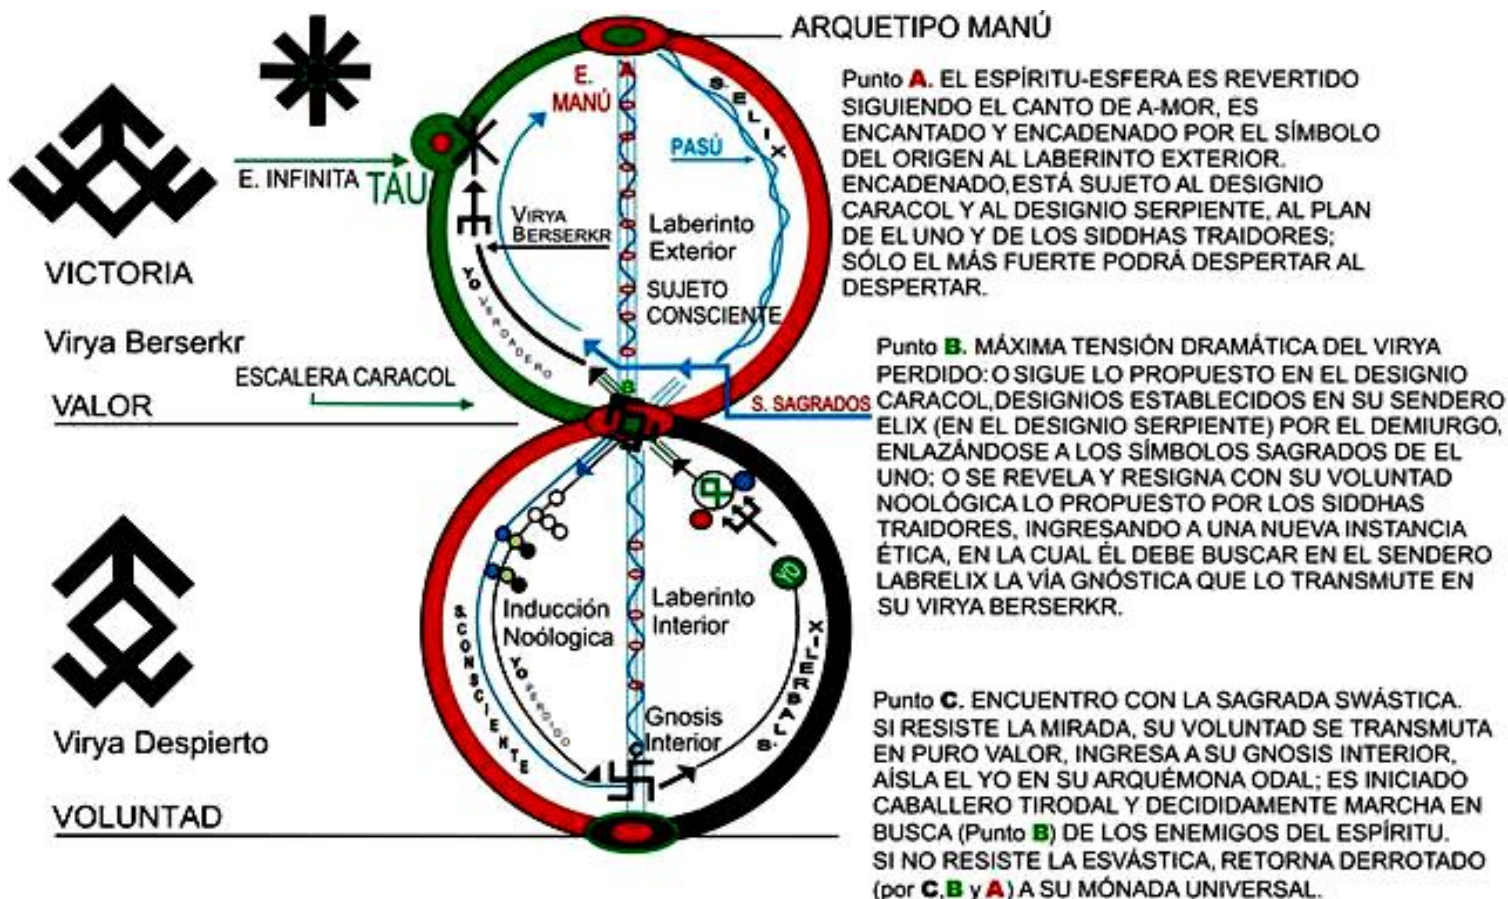 ARQUETIPO MANÚ
E. INFINITA
TAU
VICTORIA
Virya Berserkr
ESCALERA CARACOL
VALOR
Virya Despierto
VOLUNTAD
E.
MANÚ
A
S. ELIX
PASÚ
VIRYA
BERSERKR
Laberinto
Exterior
SUJETO
CONSCIENTE
YO VERDADERO
B
S. SAGRADOS
YO
Inducción
Noólogica
Laberinto
Interior
S.CONSCIENTE
Gnosis
Interior
C
Punto A. EL ESPÍRITU-ESFERA ES REVERTIDO
SIGUIENDO EL CANTO DE A-MOR, ES
ENCANTADO Y ENCADENADO POR EL SÍMBOLO
DEL ORIGEN AL LABERINTO EXTERIOR.
ENCADENADO, ESTÁ SUJETO AL DESIGNIO
CARACOL Y AL DESIGNIO SERPIENTE, AL PLAN
DE EL UNO Y DE LOS SIDDHAS TRAIDORES;
SÓLO EL MÁS FUERTE PODRÁ DESPERTAR AL
DESPERTAR.
Punto B. MÁXIMA TENSIÓN DRAMÁTICA DEL VIRYA
PERDIDO: O SIGUE LO PROPUESTO EN EL DESIGNIO
CARACOL, DESIGNIOS ESTABLECIDOS EN SU SENDERO
ELIX (EN EL DESIGNIO SERPIENTE) POR EL DEMIURGO,
ENLAZÁNDOSE A LOS SÍMBOLOS SAGRADOS DE EL
UNO; O SE REVELA Y RESIGNA CON SU VOLUNTAD
NOOLÓGICA LO PROPUESTO POR LOS SIDDHAS
TRAIDORES, INGRESANDO A UNA NUEVA INSTANCIA
ÉTICA, EN LA CUAL ÉL DEBE BUSCAR EN EL SENDERO
LABRELIX LA VÍA GNÓSTICA QUE LO TRANSMUTE EN
SU VIRYA BERSERKR.
Punto C. ENCUENTRO CON LA SAGRADA SWÁSTICA.
SI RESISTE LA MIRADA, SU VOLUNTAD SE TRANSMUTA
EN PURO VALOR, INGRESA A SU GNOSIS INTERIOR,
AÍSLA EL YO EN SU ARQUÉMONA ODAL; ES INICIADO
CABALLERO TIRODAL Y DECIDIDAMENTE MARCHA EN
BUSCA (Punto B) DE LOS ENEMIGOS DEL ESPÍRITU.
SI NO RESISTE LA ESVÁSTICA, RETORNA DERROTADO
(por C,B y A) A SU MÓNADA UNIVERSAL.